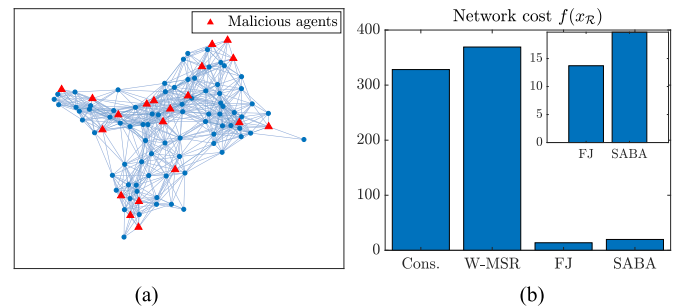 Malicious agents
Network cost f(x_ℛ)
400
300
200
100
0
15
10
5
0
FJ SABA
Cons. W-MSR FJ SABA
(a) (b)